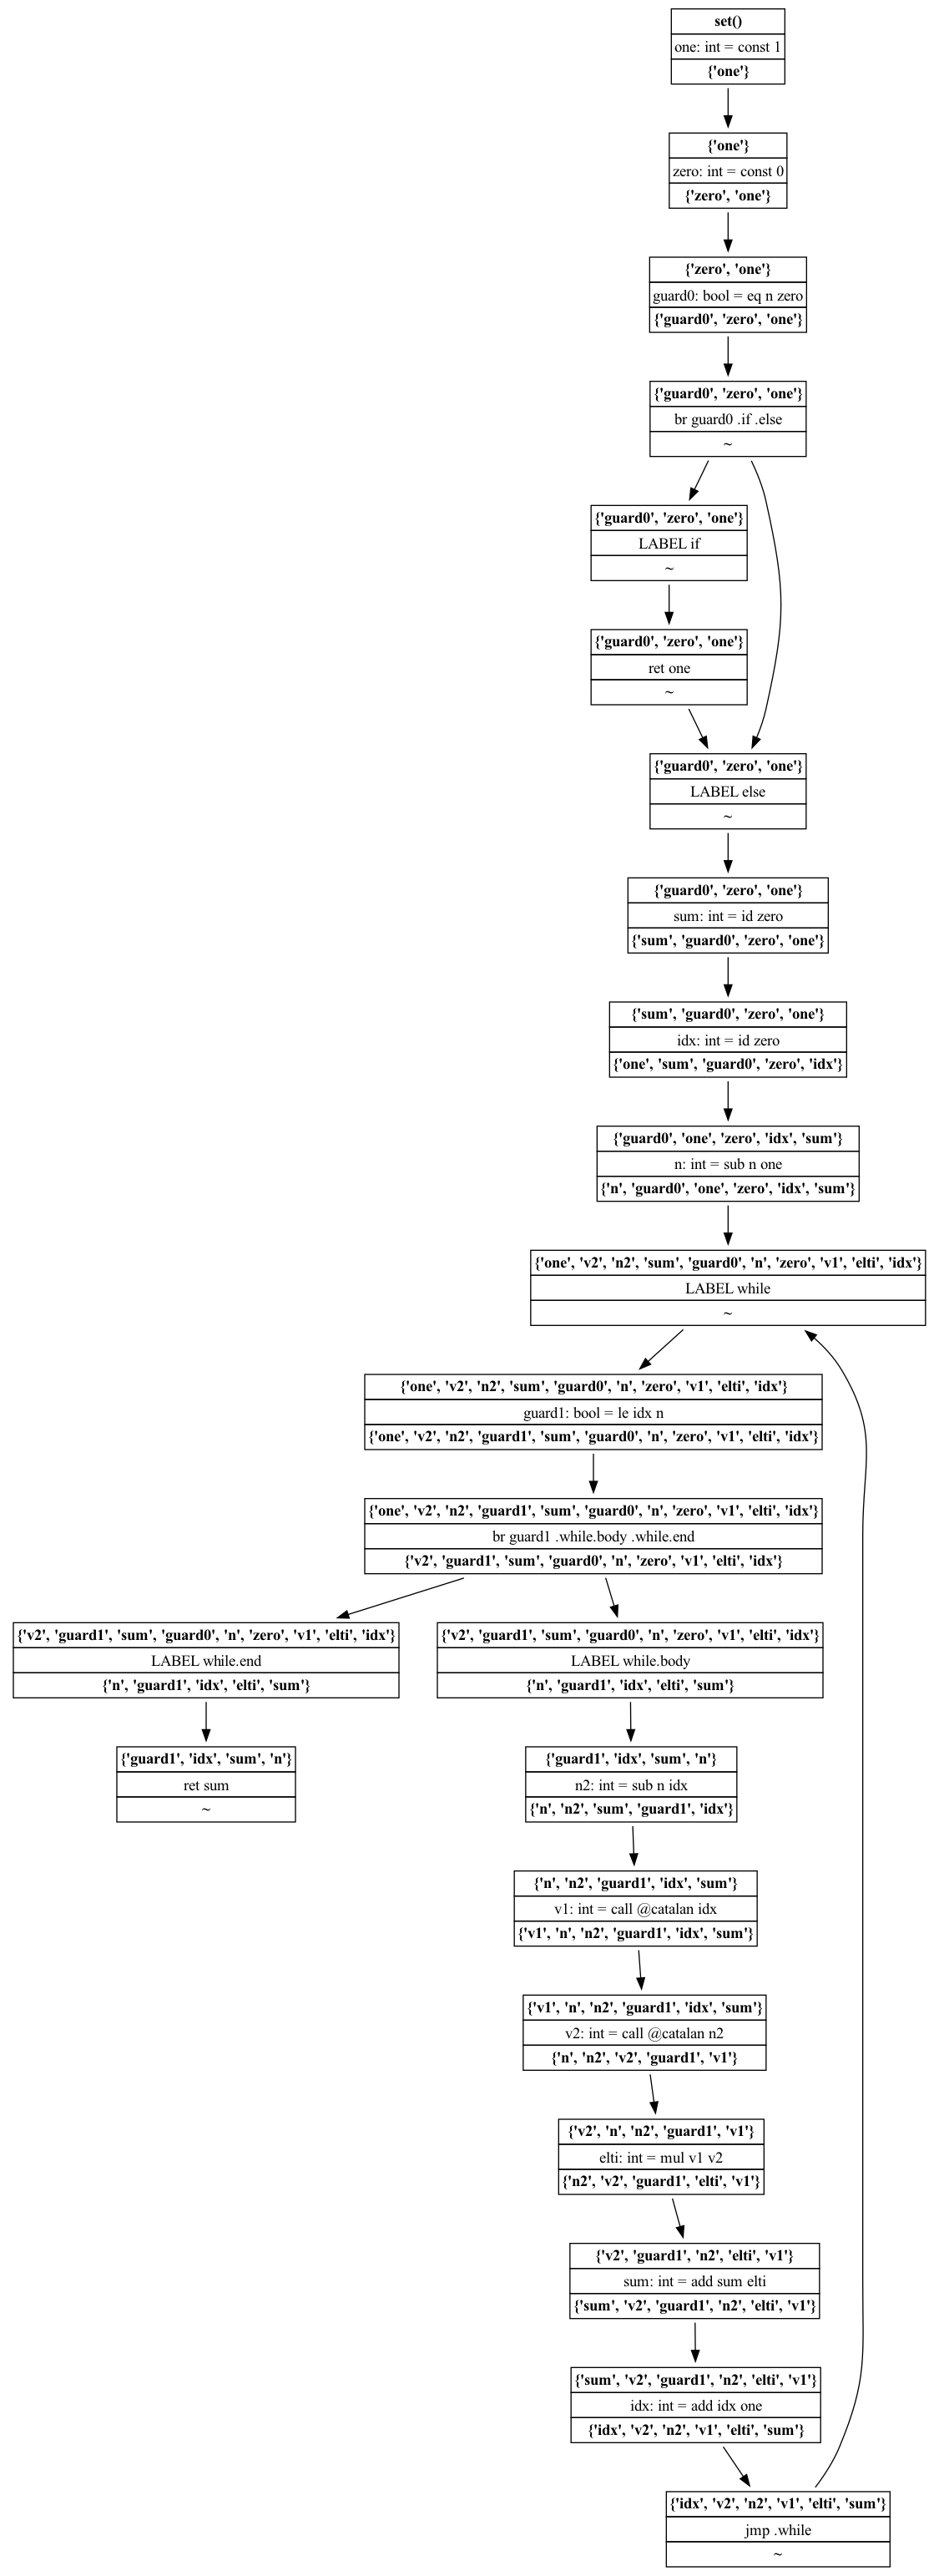 set()
one: int = const 1
{'one'}
{'one'}
zero: int = const 0
{'zero', 'one'}
{'zero', 'one'}
guard0: bool = eq n zero
{'guard0', 'zero', 'one'}
{'guard0', 'zero', 'one'}
br guard0 .if .else
~
{'guard0', 'zero', 'one'}
LABEL if
~
{'guard0', 'zero', 'one'}
ret one
~
{'guard0', 'zero', 'one'}
LABEL else
~
{'guard0', 'zero', 'one'}
sum: int = id zero
{'sum', 'guard0', 'zero', 'one'}
{'sum', 'guard0', 'zero', 'one'}
idx: int = id zero
{'one', 'sum', 'guard0', 'zero', 'idx'}
{'guard0', 'one', 'zero', 'idx', 'sum'}
n: int = sub n one
{'n', 'guard0', 'one', 'zero', 'idx', 'sum'}
{'one', 'v2', 'n2', 'sum', 'guard0', 'n', 'zero', 'v1', 'elti', 'idx'}
LABEL while
~
{'one', 'v2', 'n2', 'sum', 'guard0', 'n', 'zero', 'v1', 'elti', 'idx'}
guard1: bool = le idx n
{'one', 'v2', 'n2', 'guard1', 'sum', 'guard0', 'n', 'zero', 'v1', 'elti', 'idx'}
{'one', 'v2', 'n2', 'guard1', 'sum', 'guard0', 'n', 'zero', 'v1', 'elti', 'idx'}
br guard1 .while.body .while.end
{'v2', 'guard1', 'sum', 'guard0', 'n', 'zero', 'v1', 'elti', 'idx'}
{'v2', 'guard1', 'sum', 'guard0', 'n', 'zero', 'v1', 'elti', 'idx'}
LABEL while.end
{'n', 'guard1', 'idx', 'elti', 'sum'}
{'guard1', 'idx', 'sum', 'n'}
ret sum
~
{'v2', 'guard1', 'sum', 'guard0', 'n', 'zero', 'v1', 'elti', 'idx'}
LABEL while.body
{'n', 'guard1', 'idx', 'elti', 'sum'}
{'guard1', 'idx', 'sum', 'n'}
n2: int = sub n idx
{'n', 'n2', 'sum', 'guard1', 'idx'}
{'n', 'n2', 'guard1', 'idx', 'sum'}
v1: int = call @catalan idx
{'v1', 'n', 'n2', 'guard1', 'idx', 'sum'}
{'v1', 'n', 'n2', 'guard1', 'idx', 'sum'}
v2: int = call @catalan n2
{'n', 'n2', 'v2', 'guard1', 'v1'}
{'v2', 'n', 'n2', 'guard1', 'v1'}
elti: int = mul v1 v2
{'n2', 'v2', 'guard1', 'elti', 'v1'}
{'v2', 'guard1', 'n2', 'elti', 'v1'}
sum: int = add sum elti
{'sum', 'v2', 'guard1', 'n2', 'elti', 'v1'}
{'sum', 'v2', 'guard1', 'n2', 'elti', 'v1'}
idx: int = add idx one
{'idx', 'v2', 'n2', 'v1', 'elti', 'sum'}
{'idx', 'v2', 'n2', 'v1', 'elti', 'sum'}
jmp .while
~